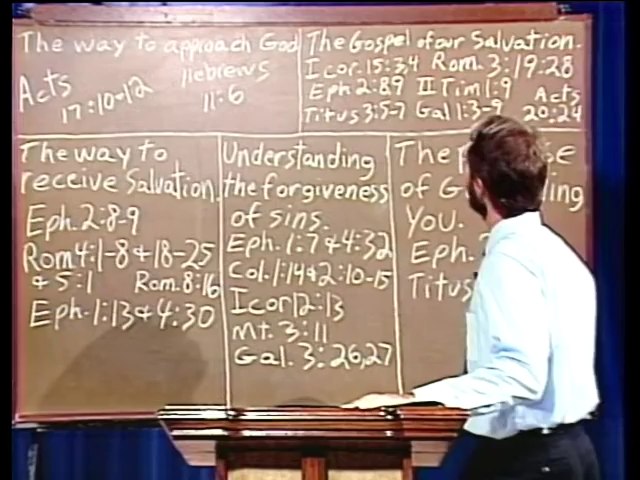 The way to approach God
Acts
17:10-12
Hebrews
11:6
The Gospel of our Salvation.
I cor. 15:3,4 Rom. 3:19:28
Eph 2:89 II Tim 1:9
Titus 3:5-7 Gal 1:3-9
Acts
20:24
The way to
receive Salvation.
Eph. 2:8-9
Rom 4:1-8 & 18-25
& 5:1 Rom. 8:16
Eph. 1:13 & 4:30
Understanding
the forgiveness
of sins.
Eph. 1:7 & 4:32
Col. 1:14 & 2:10-15
I cor 12:13
Mt. 3:11
Gal. 3:26,27
The
of
You.
Eph.
Titus